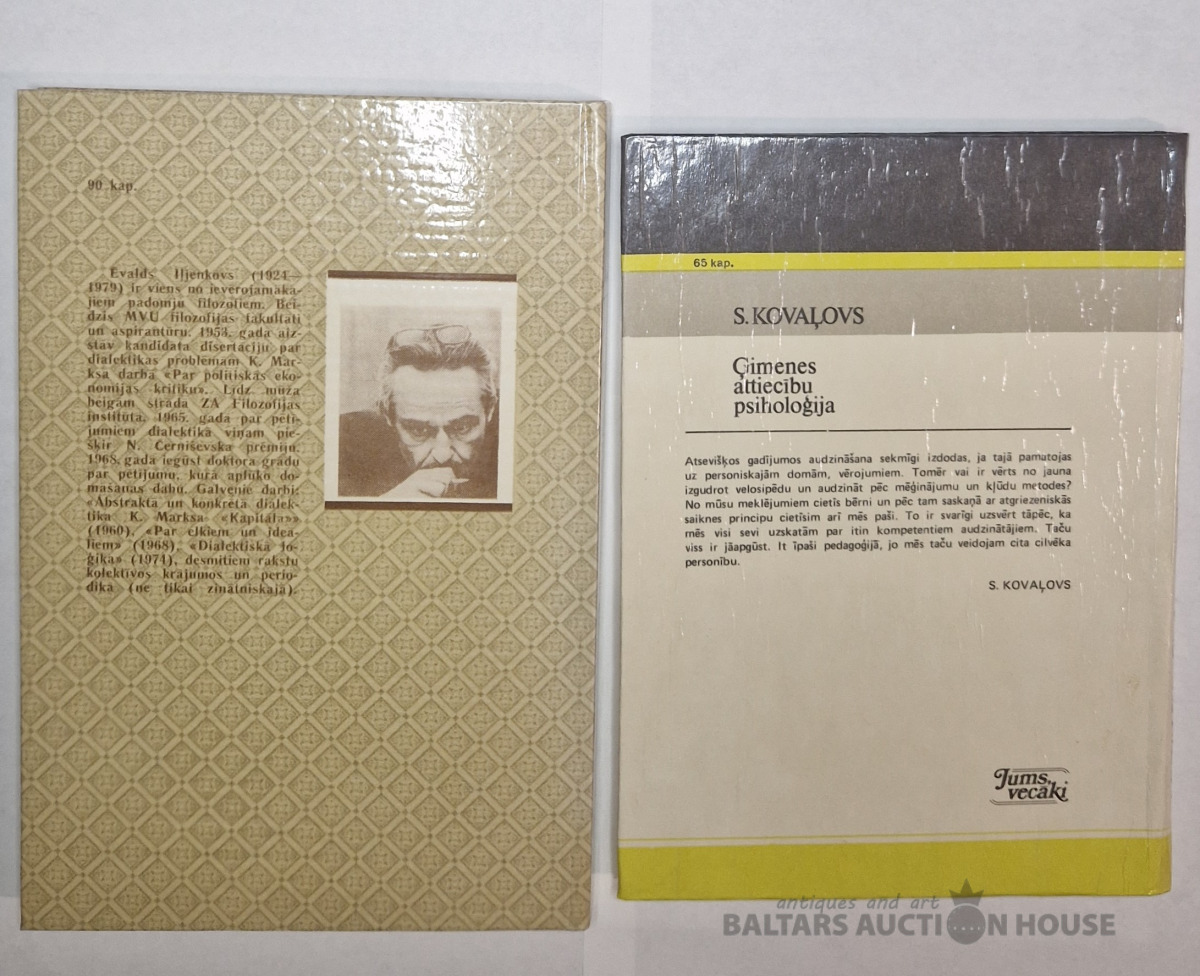 90 kap.
Evalds Iļjenkovs (1924—
1979) ir viens no ievērojamāka-
jiem padomju filozofiem. Bei-
dzis MVU filozofijas fakultāti
un aspirantūru. 1953. gadā aiz-
stāv kandidāta disertāciju par
dialektikas problēmām K. Mar-
ksa darbā «Par politiskās eko-
nomijas kritiku». Līdz mūža
beigām strādā ZA Filozofijas
institūtā. 1965. gadā par pētī-
jumiem dialektikā viņam pie-
šķir N. Černiševska prēmiju.
1968. gadā iegūst doktora grādu
par pētījumu, kurā aplūko do-
māšanas dabu. Galvenie darbi:
«Abstraktā un konkrētā dialek-
tika K. Marksa «Kapitālā»»
(1960), «Par elkiem un ideā-
liem» (1968), «Dialektiskā lo-
ģika» (1974), desmitiem rakstu
kolektīvos krājumos un perio-
dikā (ne tikai zinātniskajā).
65 kap.
S. KOVAĻOVS
Ģimenes
attiecību
psiholoģija
Atsevišķos gadījumos audzināšana sekmīgi izdodas, ja tajā pamatojas
uz personiskajām domām, vērojumiem. Tomēr vai ir vērts no jauna
izgudrot velosipēdu un audzināt pēc mēģinājumu un kļūdu metodes?
No mūsu meklējumiem cietīs bērni un pēc tam saskaņā ar atgriezeniskās
saiknes principu cietīsim arī mēs paši. To ir svarīgi uzsvērt tāpēc, ka
mēs visi sevi uzskatām par itin kompetentiem audzinātājiem. Taču
viss ir jāapgūst. It īpaši pedagoģijā, jo mēs taču veidojam cita cilvēka
personību.
S. KOVAĻOVS
Jums,
vecāki
antiques and art
BALTARS AUCTION HOUSE